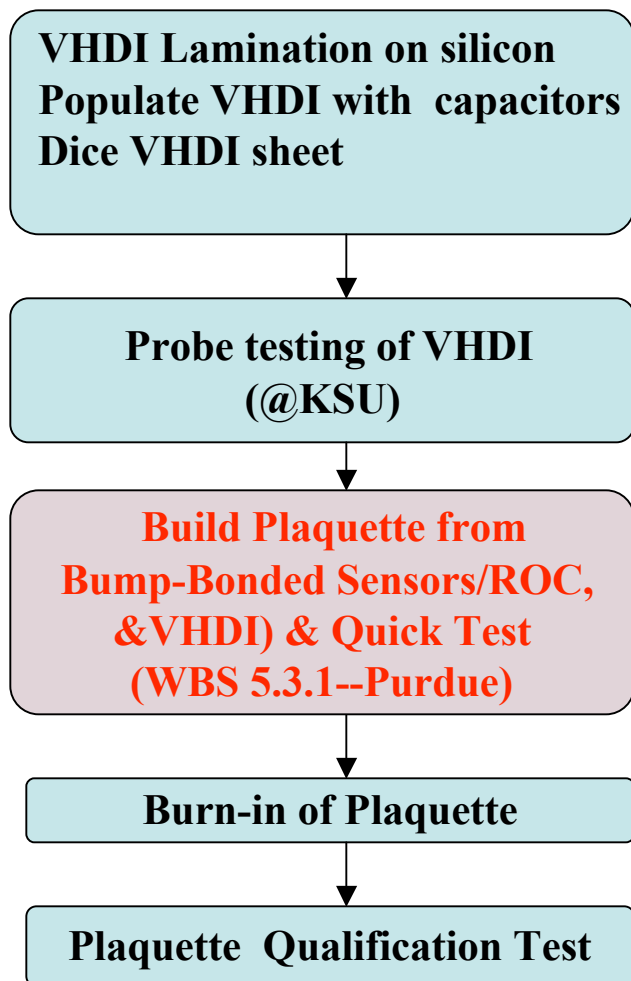 VHDI Lamination on silicon
Populate VHDI with  capacitors
Dice VHDI sheet
Probe testing of VHDI
(@KSU)
Build Plaquette from
Bump-Bonded Sensors/ROC,
&VHDI) & Quick Test
(WBS 5.3.1--Purdue)
Burn-in of Plaquette
Plaquette  Qualification Test